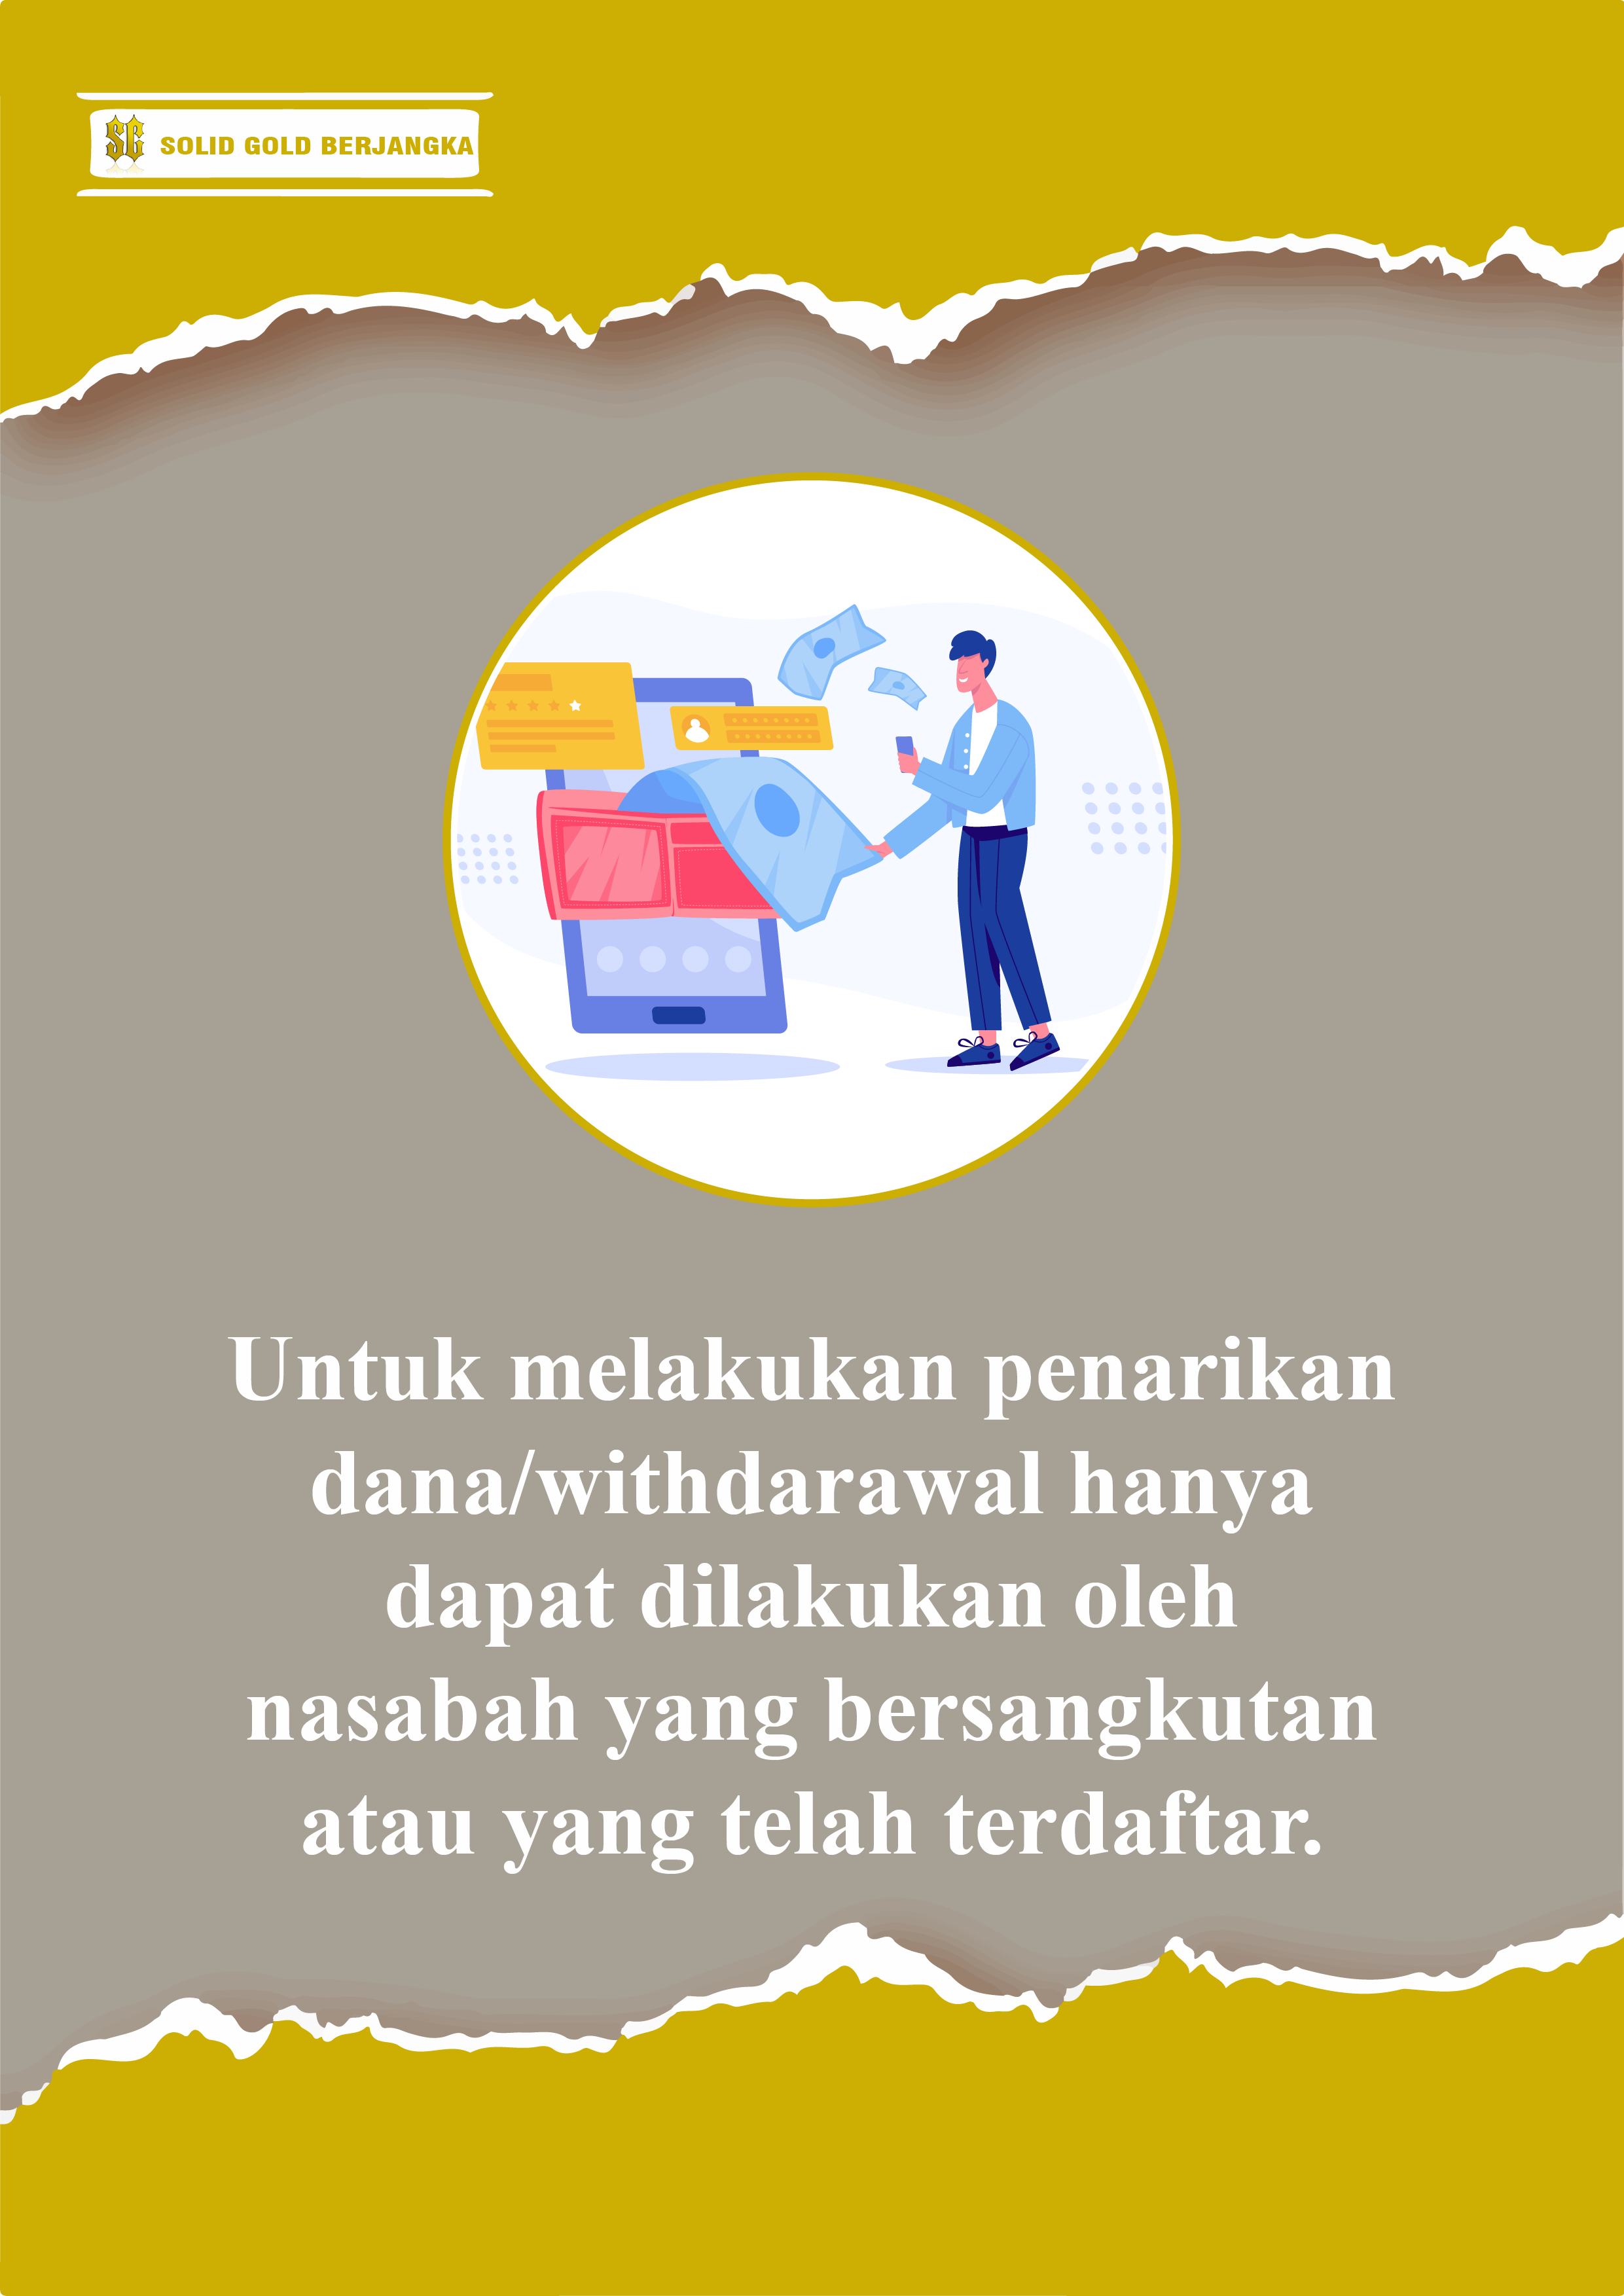 SOLID GOLD BERJANGKA
Untuk melakukan penarikan
dana/withdarawal hanya
dapat dilakukan oleh
nasabah yang bersangkutan
atau yang telah terdaftar.